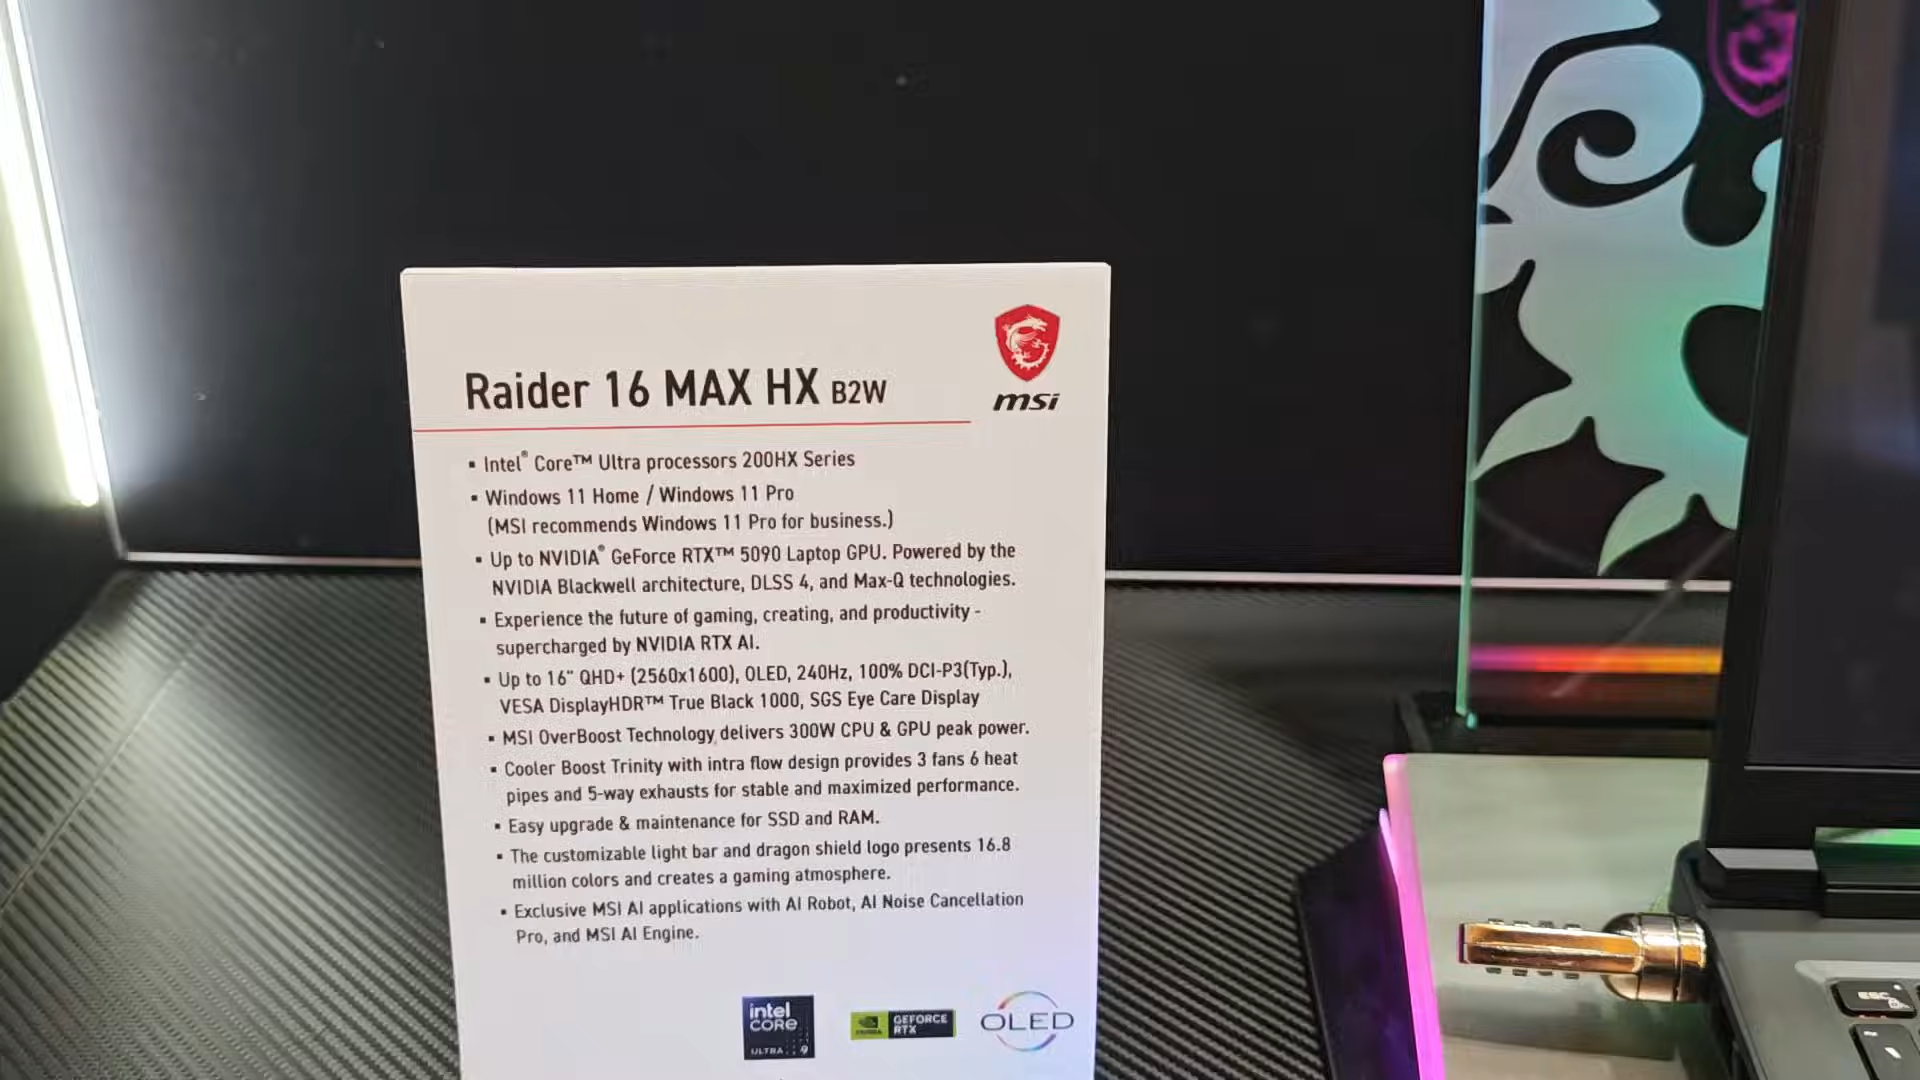 msi
Raider 16 MAX HX B2W
▪ Intel® Core™ Ultra processors 200HX Series
▪ Windows 11 Home / Windows 11 Pro
(MSI recommends Windows 11 Pro for business.)
▪ Up to NVIDIA® GeForce RTX™ 5090 Laptop GPU. Powered by the
NVIDIA Blackwell architecture, DLSS 4, and Max-Q technologies.
▪ Experience the future of gaming, creating, and productivity -
supercharged by NVIDIA RTX AI.
▪ Up to 16" QHD+ (2560x1600), OLED, 240Hz, 100% DCI-P3(Typ.),
VESA DisplayHDR™ True Black 1000, SGS Eye Care Display
▪ MSI OverBoost Technology delivers 300W CPU & GPU peak power.
▪ Cooler Boost Trinity with intra flow design provides 3 fans 6 heat
pipes and 5-way exhausts for stable and maximized performance.
▪ Easy upgrade & maintenance for SSD and RAM.
▪ The customizable light bar and dragon shield logo presents 16.8
million colors and creates a gaming atmosphere.
▪ Exclusive MSI AI applications with AI Robot, AI Noise Cancellation
Pro, and MSI AI Engine.
intel
CORE
ULTRA 9
NVIDIA
GEFORCE
RTX
OLED
ESC